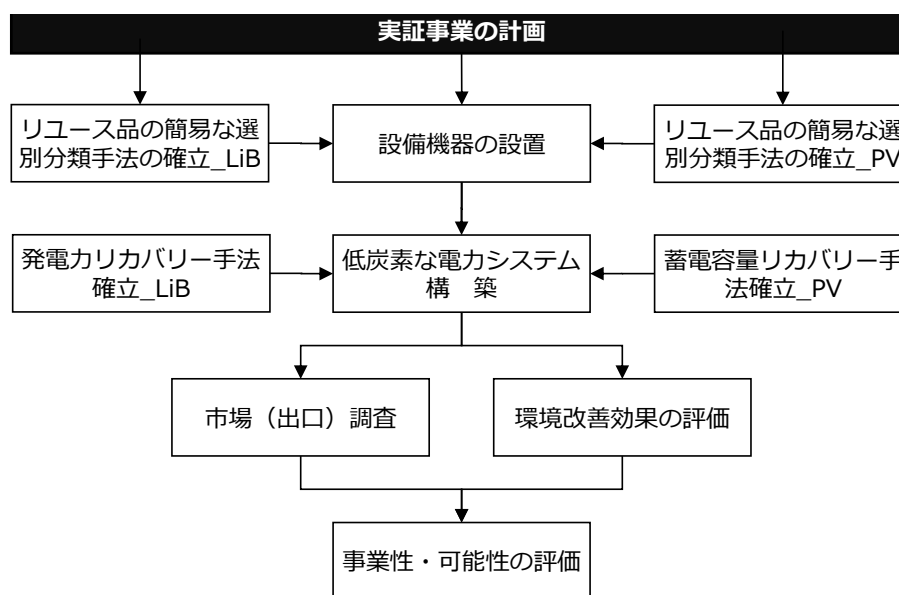 実証事業の計画
リユース品の簡易な選
別分類手法の確立_LiB
設備機器の設置
リユース品の簡易な選
別分類手法の確立_PV
発電力リカバリー手法
確立_LiB
低炭素な電力システム
構　築
蓄電容量リカバリー手
法確立_PV
市場（出口）調査
環境改善効果の評価
事業性・可能性の評価